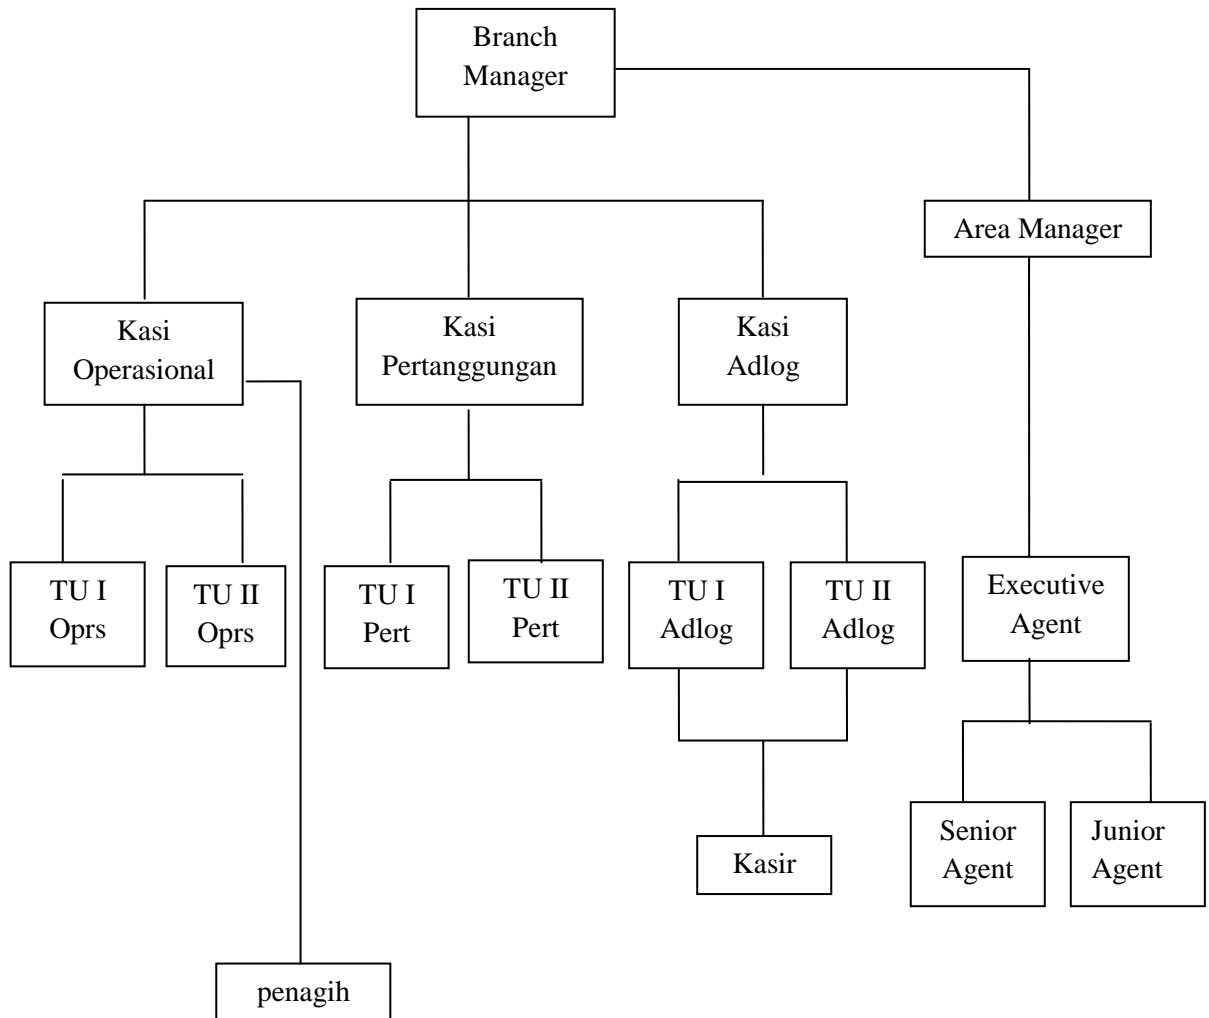 Branch
Manager
Area Manager
Kasi
Operasional
Kasi
Pertanggungan
Kasi
Adlog
TU I
Oprs
TU II
Oprs
TU I
Pert
TU II
Pert
TU I
Adlog
TU II
Adlog
Executive
Agent
Senior
Agent
Junior
Agent
Kasir
penagih